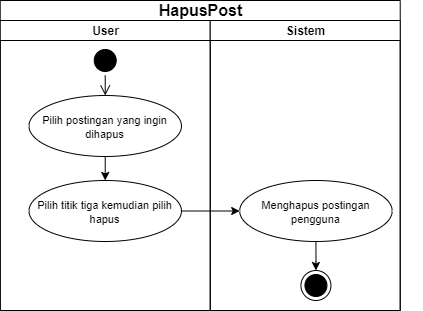 HapusPost
User
Sistem
Pilih postingan yang ingin
dihapus
Pilih titik tiga kemudian pilih
hapus
Menghapus postingan
pengguna